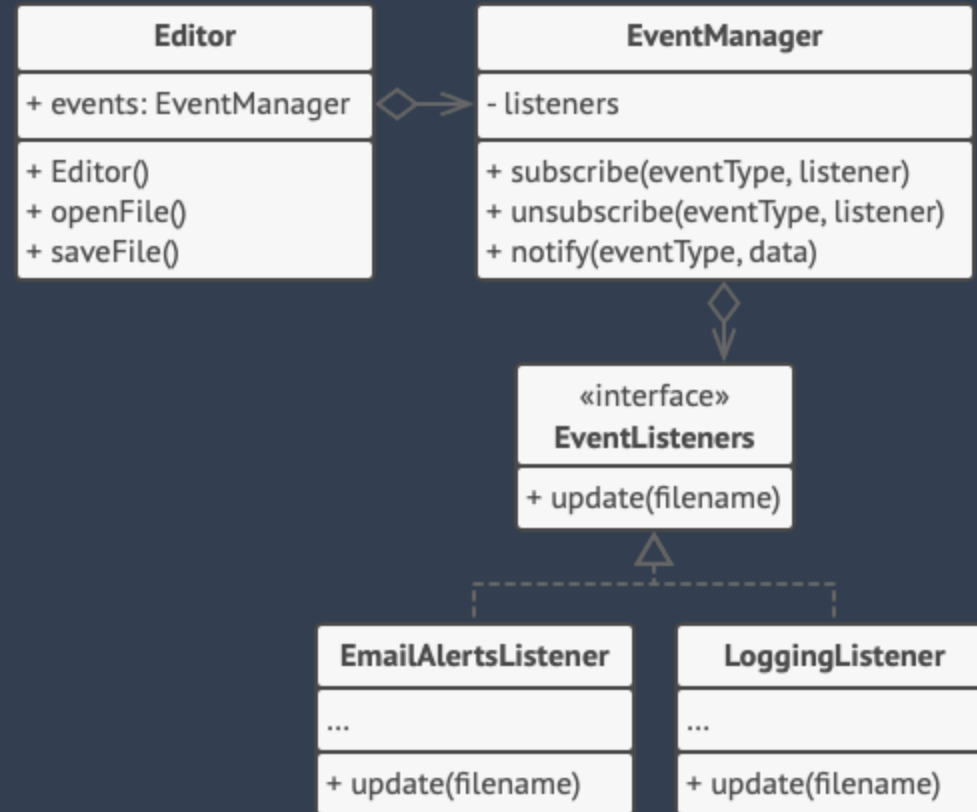 Editor
+ events: EventManager
+ Editor()
+ openFile()
+ saveFile()
EventManager
- listeners
+ subscribe(eventType, listener)
+ unsubscribe(eventType, listener)
+ notify(eventType, data)
«interface»
EventListeners
+ update(filename)
EmailAlertsListener
...
+ update(filename)
LoggingListener
...
+ update(filename)